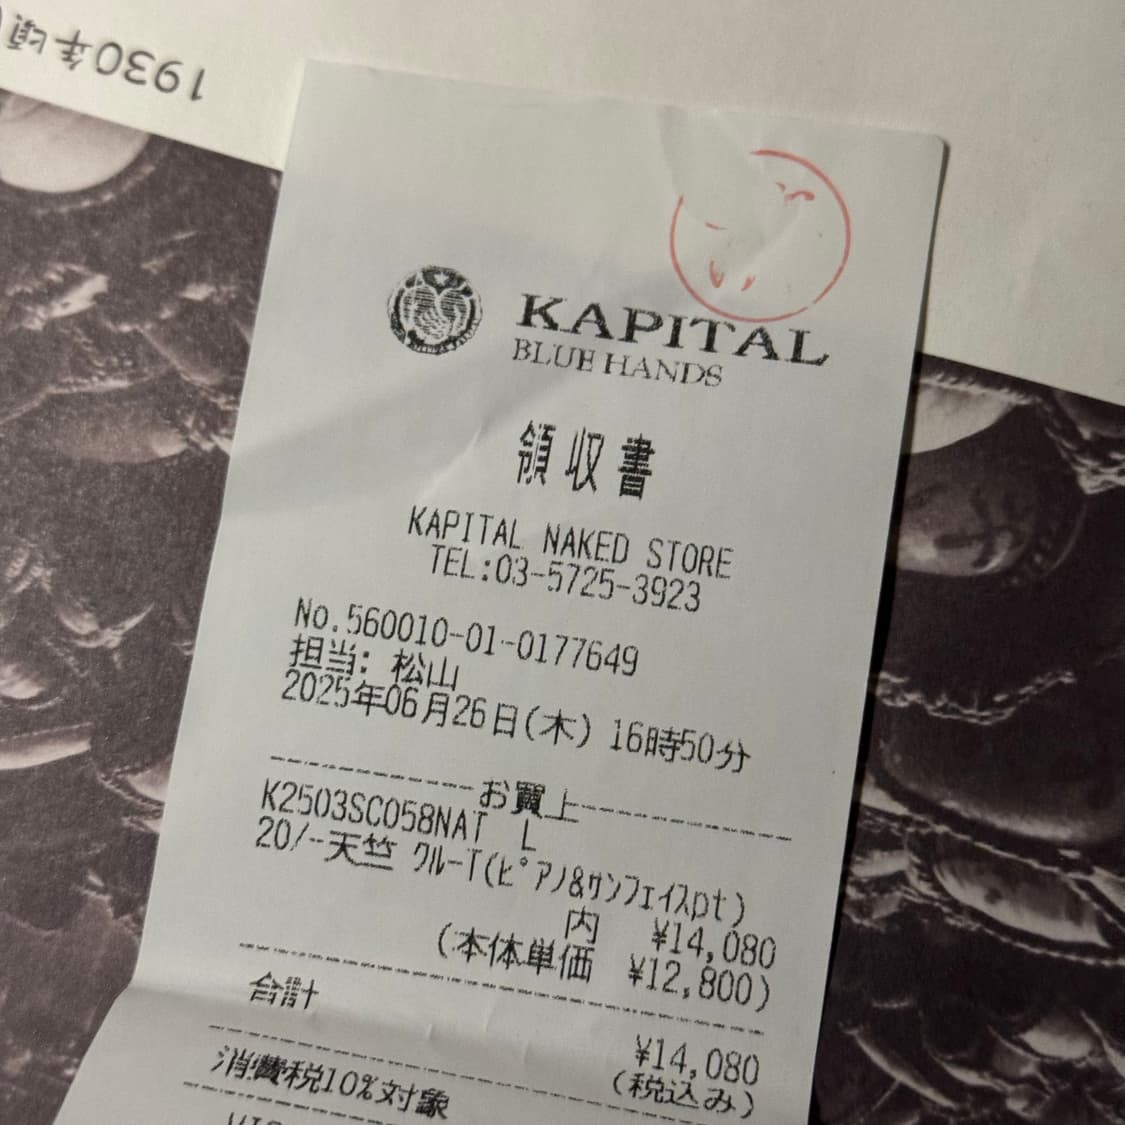 1930年頃
KAPITAL
BLUE HANDS
領収書
KAPITAL NAKED STORE
TEL:03-5725-3923
No.560010-01-0177649
担当: 松山
2025年06月26日(木) 16時50分
お買上
K2503SC058NAT L
20/-天竺 ｸﾙｰT(ﾋﾟｱﾉ&ｻﾝﾌｪｲｽpt)
内 ¥14,080
(本体単価 ¥12,800)
合計 ¥14,080
(税込み)
消費税10%対象